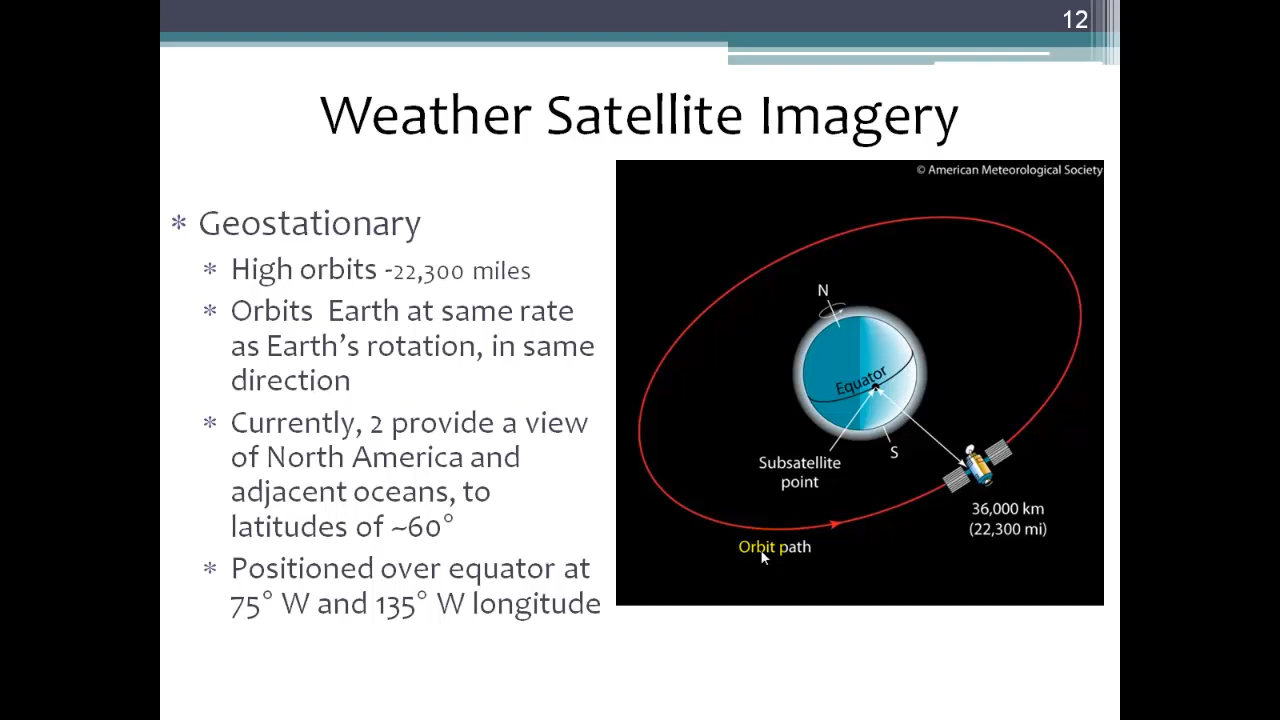 12
Weather Satellite Imagery
* Geostationary
* High orbits -22,300 miles
* Orbits Earth at same rate
as Earth's rotation, in same
direction
* Currently, 2 provide a view
of North America and
adjacent oceans, to
latitudes of ~60°
* Positioned over equator at
75° W and 135° W longitude
© American Meteorological Society
N
Equator
S
Subsatellite
point
36,000 km
(22,300 mi)
Orbit path